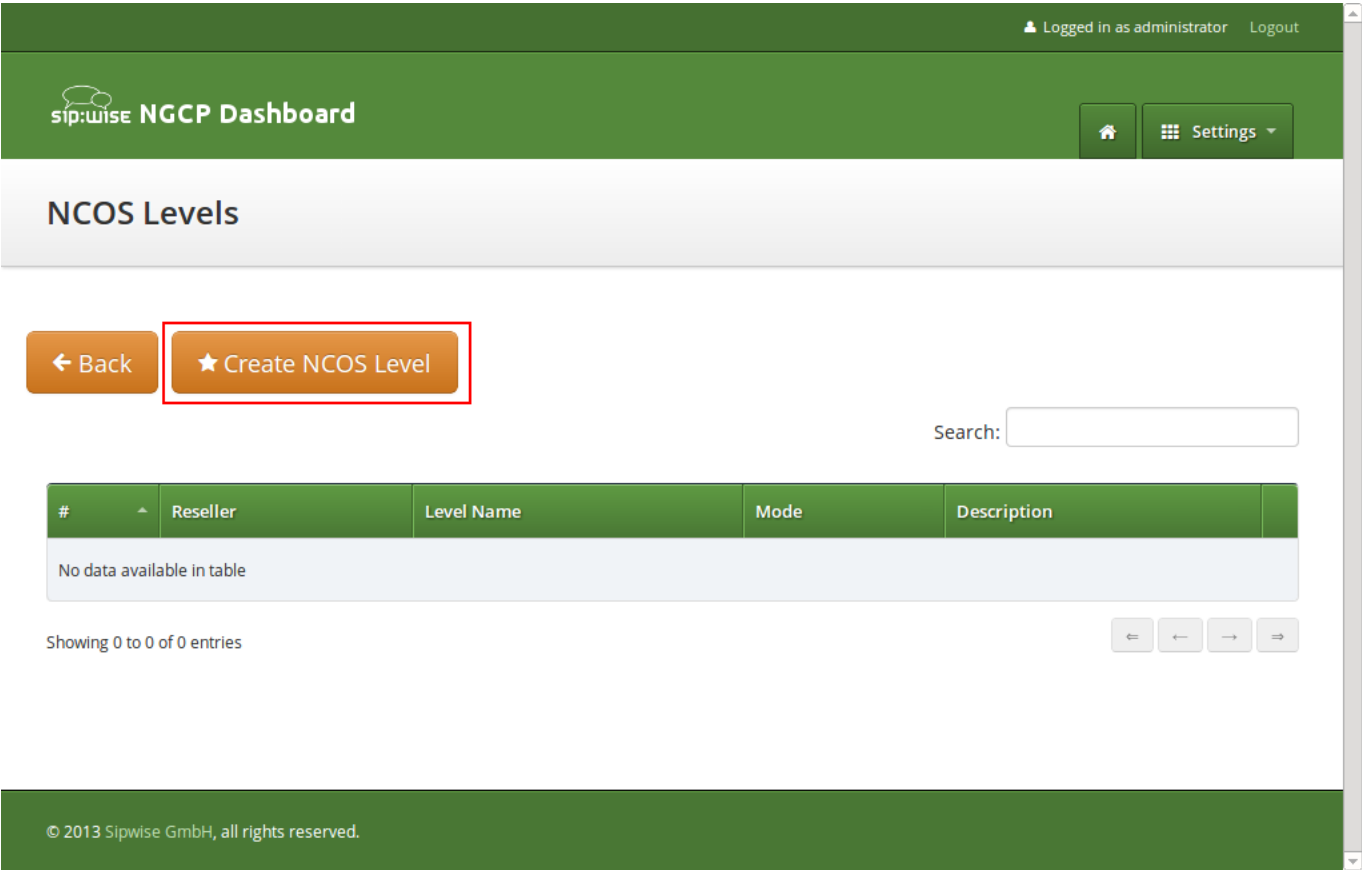 Logged in as administrator Logout
sip:wise NGCP Dashboard
Settings
NCOS Levels
Back Create NCOS Level
Search:
# Reseller Level Name Mode Description
No data available in table
Showing 0 to 0 of 0 entries
⇐ ← → ⇒
© 2013 Sipwise GmbH, all rights reserved.